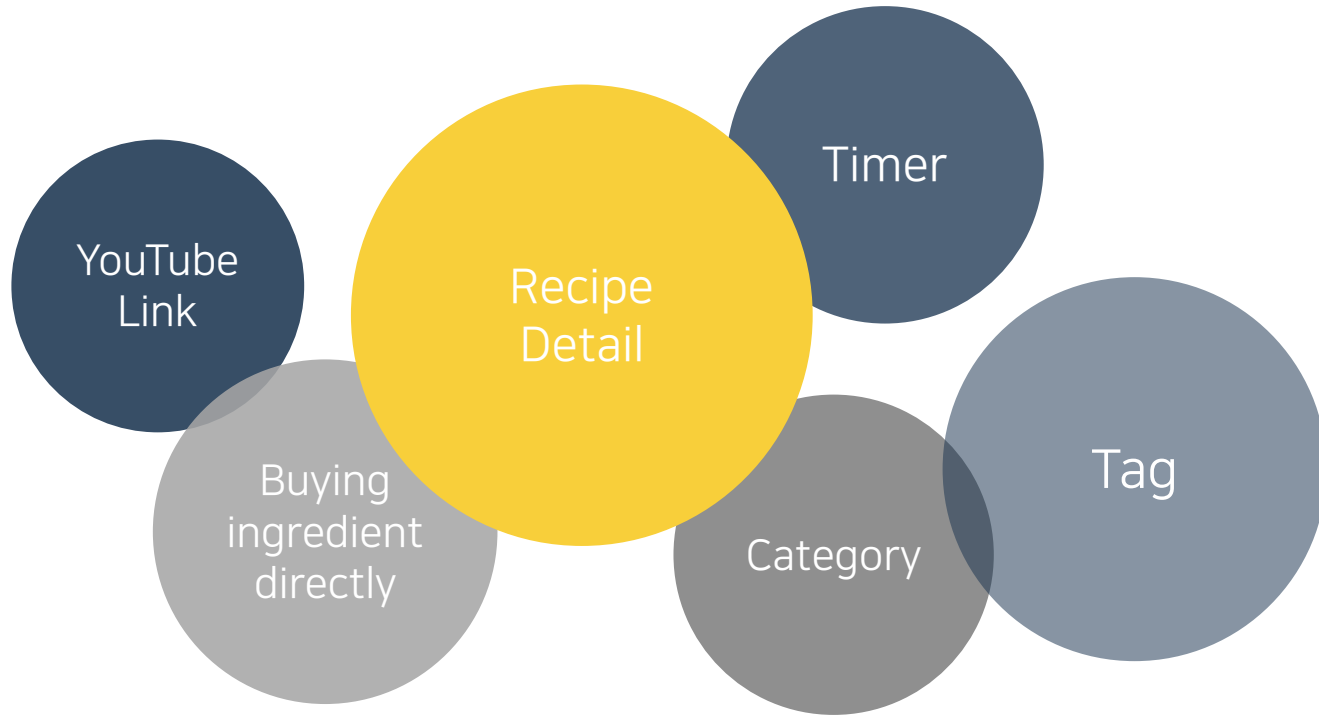 YouTube
Link
Buying
ingredient
directly
Recipe
Detail
Timer
Category
Tag